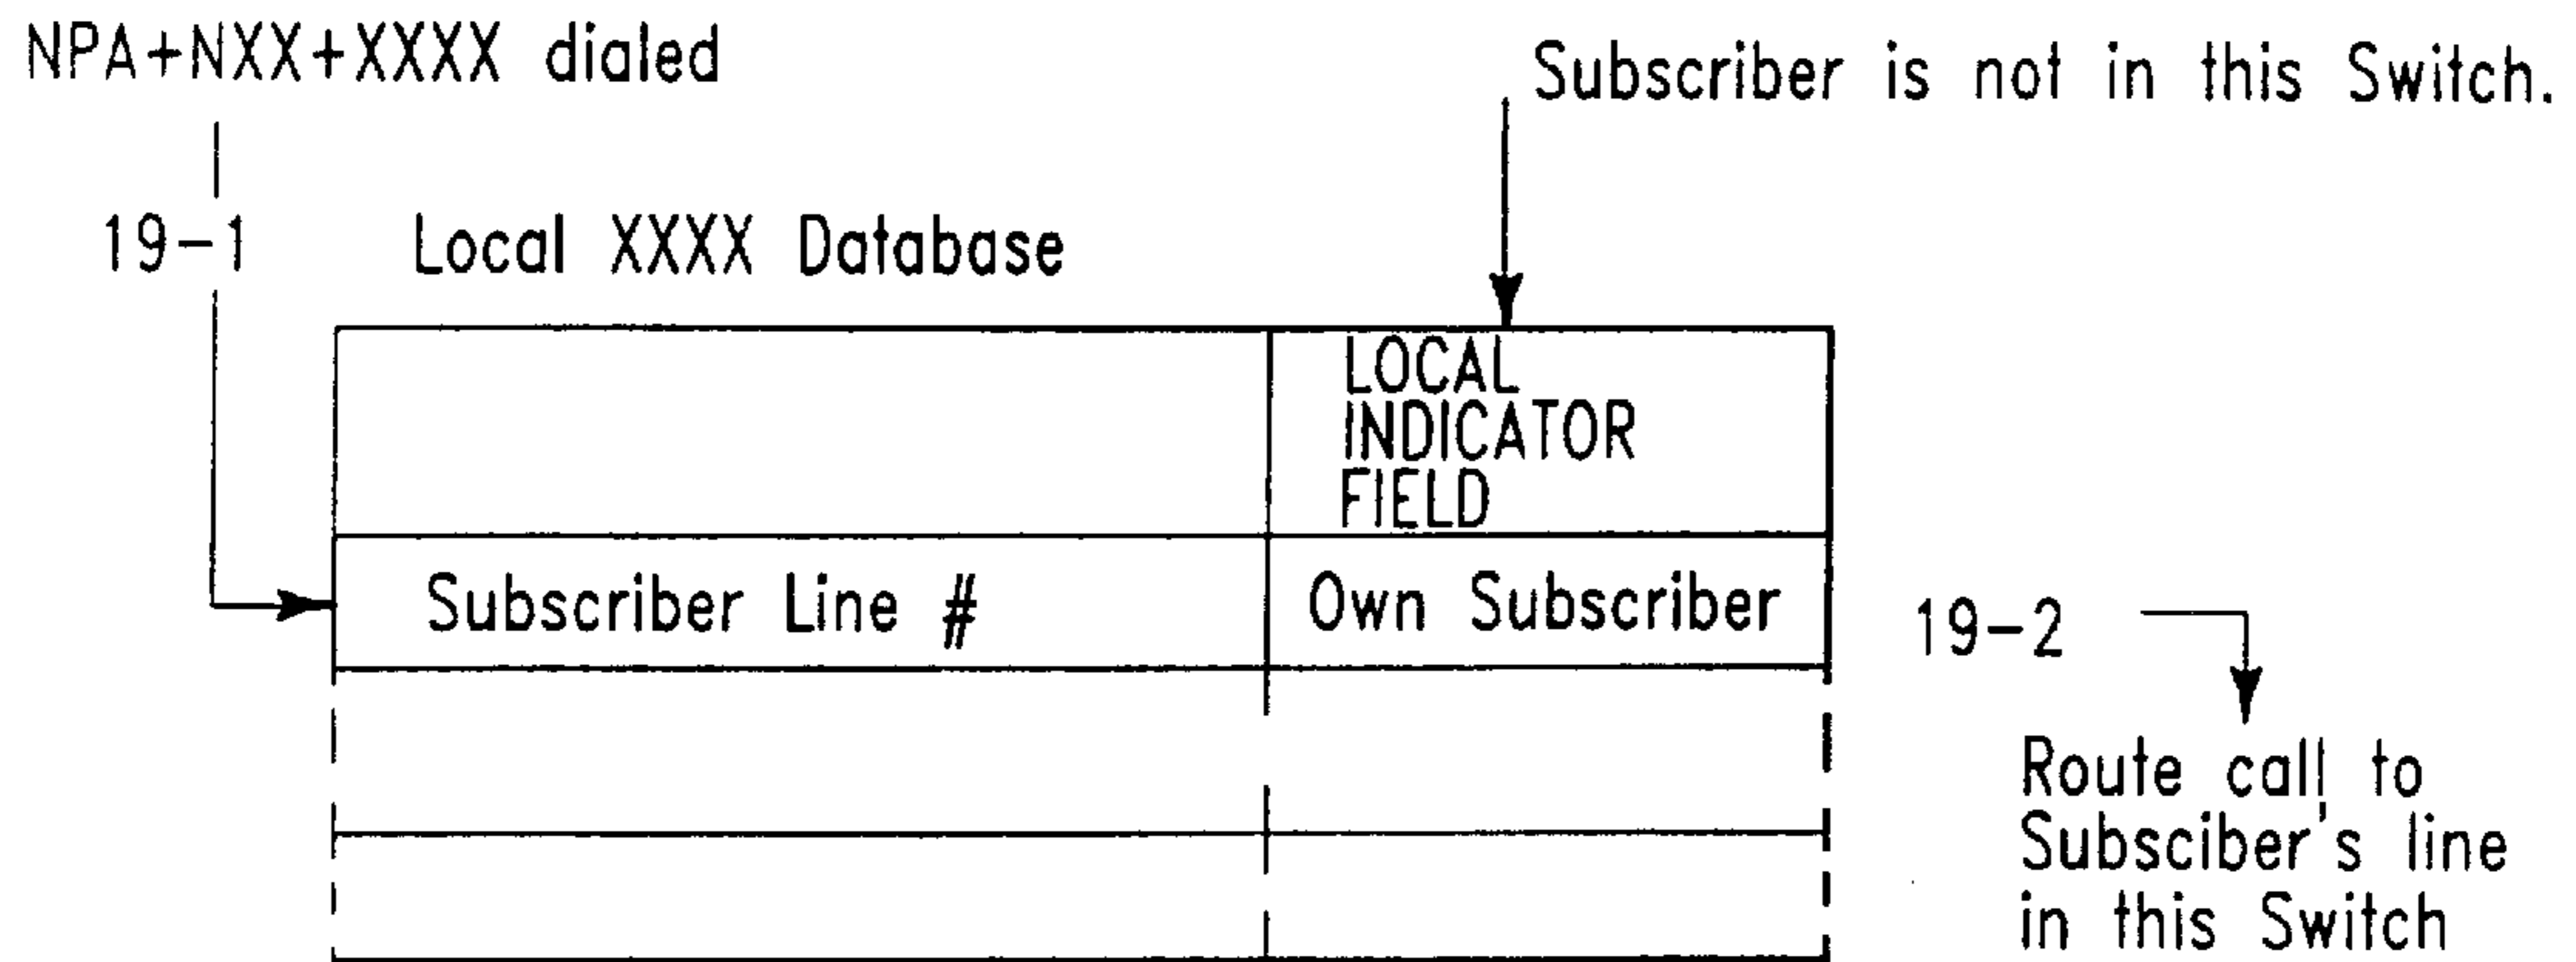 NPA+NXX+XXXX dialed
Subscriber is not in this Switch.
19-1
Local XXXX Database
LOCAL
INDICATOR
FIELD
Subscriber Line #
Own Subscriber
19-2
Route call to
Subsciber's line
in this Switch